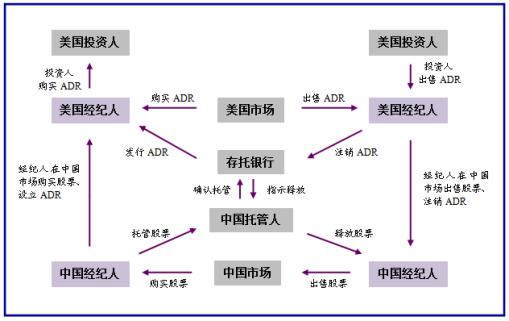 美国投资人
美国投资人
投资人
购买 ADR
投资人
出售 ADR
美国经纪人
购买 ADR
美国市场
出售 ADR
美国经纪人
发行 ADR
存托银行
注销 ADR
经纪人在中国
市场购买股票、
设立 ADR
确认托管
指示释放
经纪人在中国
市场出售股票、
注销 ADR
中国托管人
托管股票
释放股票
中国经纪人
中国市场
中国经纪人
购买股票
出售股票